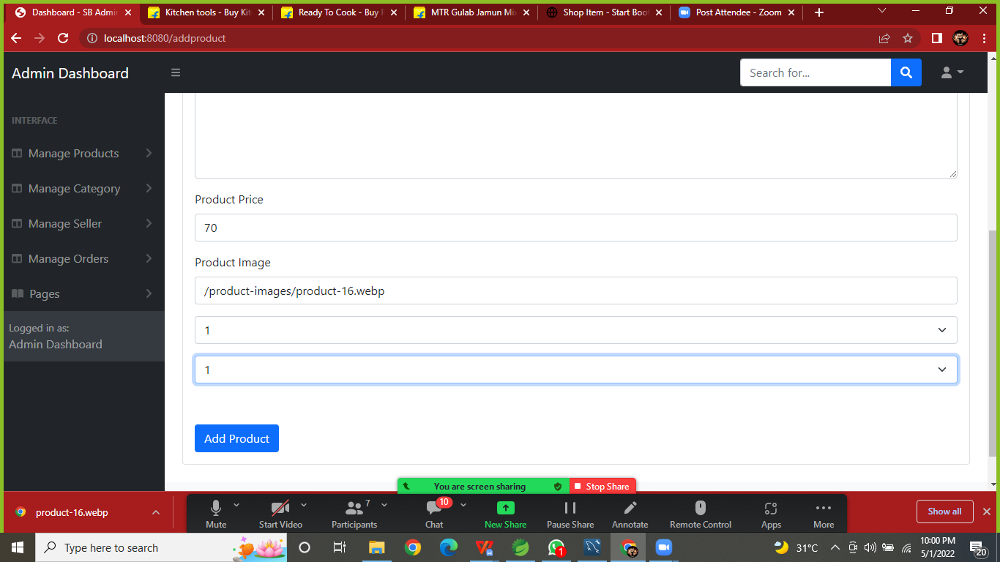 Dashboard - SB Admin
Kitchen tools - Buy Kit
Ready To Cook - Buy
MTR Gulab Jamun Mix
Shop Item - Start Boot
Post Attendee - Zoom
localhost:8080/addproduct
Admin Dashboard
Search for...
INTERFACE
Manage Products
Manage Category
Manage Seller
Manage Orders
Pages
Logged in as:
Admin Dashboard
Product Price
70
Product Image
/product-images/product-16.webp
1
1
Add Product
You are screen sharing
Stop Share
product-16.webp
Mute
Start Video
7
Participants
10
Chat
New Share
Pause Share
Annotate
Remote Control
Apps
More
Show all
Type here to search
1
31°C
10:00 PM
5/1/2022
20